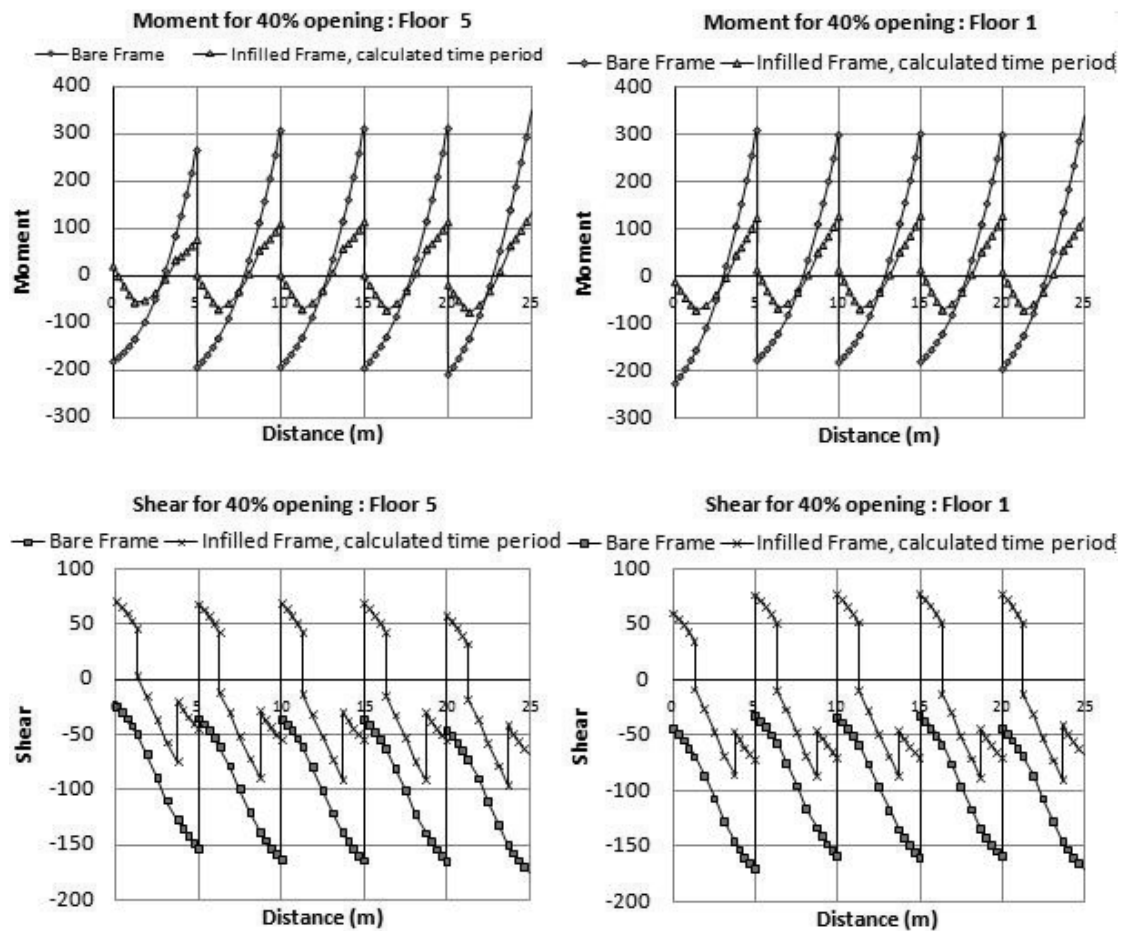 Moment for 40% opening : Floor 5
Bare Frame Infilled Frame, calculated time period
400
300
200
100
0
-100
-200
-300
0 5 10 15 20 25
Moment
Distance (m)
Moment for 40% opening : Floor 1
Bare Frame Infilled Frame, calculated time period
400
300
200
100
0
-100
-200
-300
0 5 10 15 20 25
Moment
Distance (m)
Shear for 40% opening : Floor 5
Bare Frame Infilled Frame, calculated time period
100
50
0
-50
-100
-150
-200
0 5 10 15 20 25
Shear
Distance (m)
Shear for 40% opening : Floor 1
Bare Frame Infilled Frame, calculated time period
100
50
0
-50
-100
-150
-200
0 5 10 15 20 25
Shear
Distance (m)